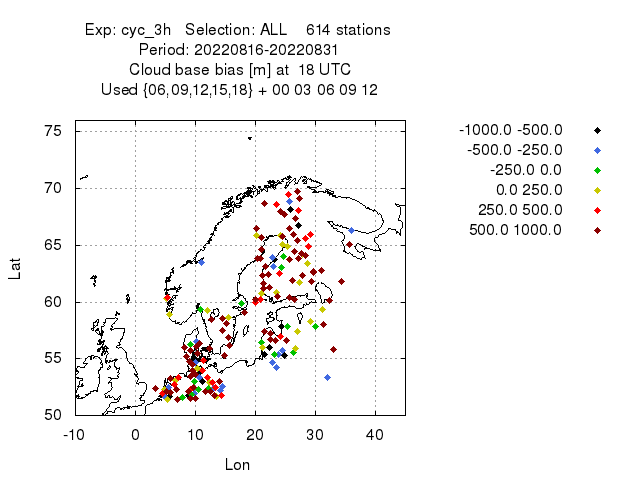 Exp: cyc_3h   Selection: ALL    614 stations
Period: 20220816-20220831
Cloud base bias [m] at  18 UTC
Used {06,09,12,15,18} + 00 03 06 09 12
-1000.0 -500.0
-500.0 -250.0
-250.0 0.0
0.0 250.0
250.0 500.0
500.0 1000.0
75
70
65
60
55
50
Lat
-10 0 10 20 30 40
Lon